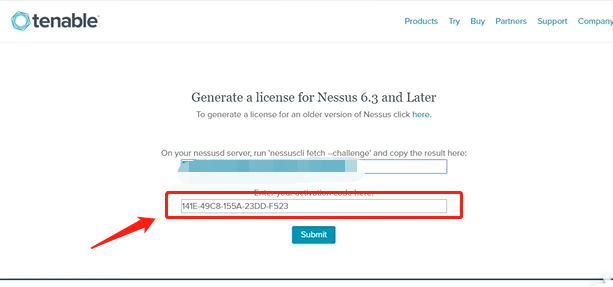 tenable
Products Try Buy Partners Support Company
Generate a license for Nessus 6.3 and Later
To generate a license for an older version of Nessus click here.
On your nessusd server, run 'nessuscli fetch --challenge' and copy the result here:
Enter your activation code here:
141E-49C8-155A-23DD-F523
Submit